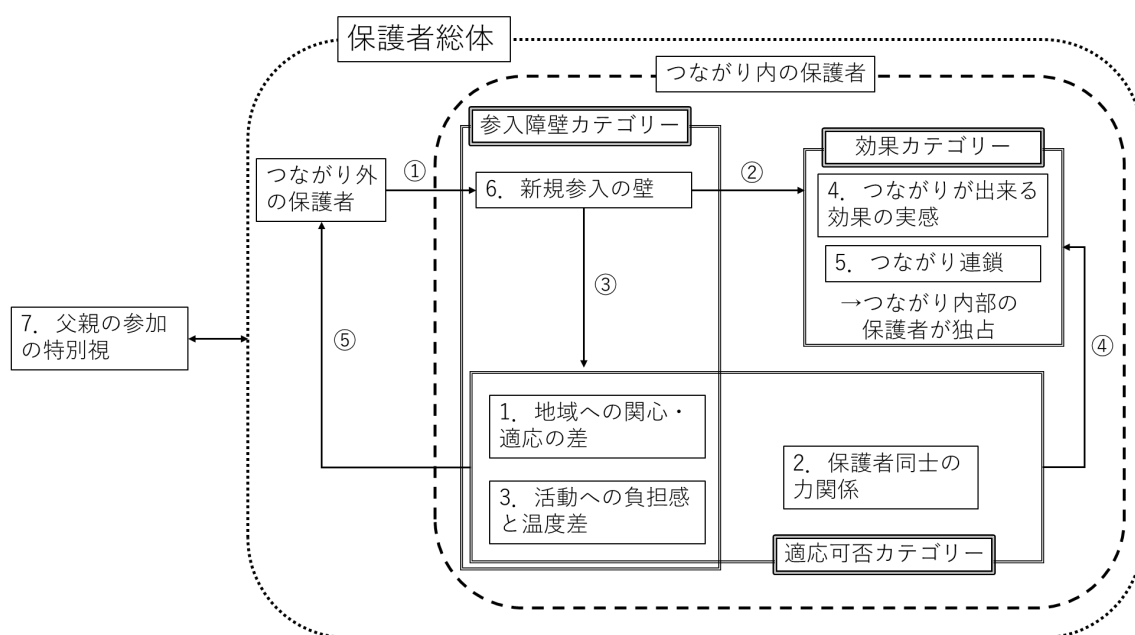 保護者総体
つながり内の保護者
参入障壁カテゴリー
効果カテゴリー
つながり外
の保護者
①
6．新規参入の壁
②
4．つながりが出来る
効果の実感
5．つながり連鎖
→つながり内部の
保護者が独占
③
④
⑤
7．父親の参加
の特別視
1．地域への関心・
適応の差
2．保護者同士の
力関係
3．活動への負担感
と温度差
適応可否カテゴリー